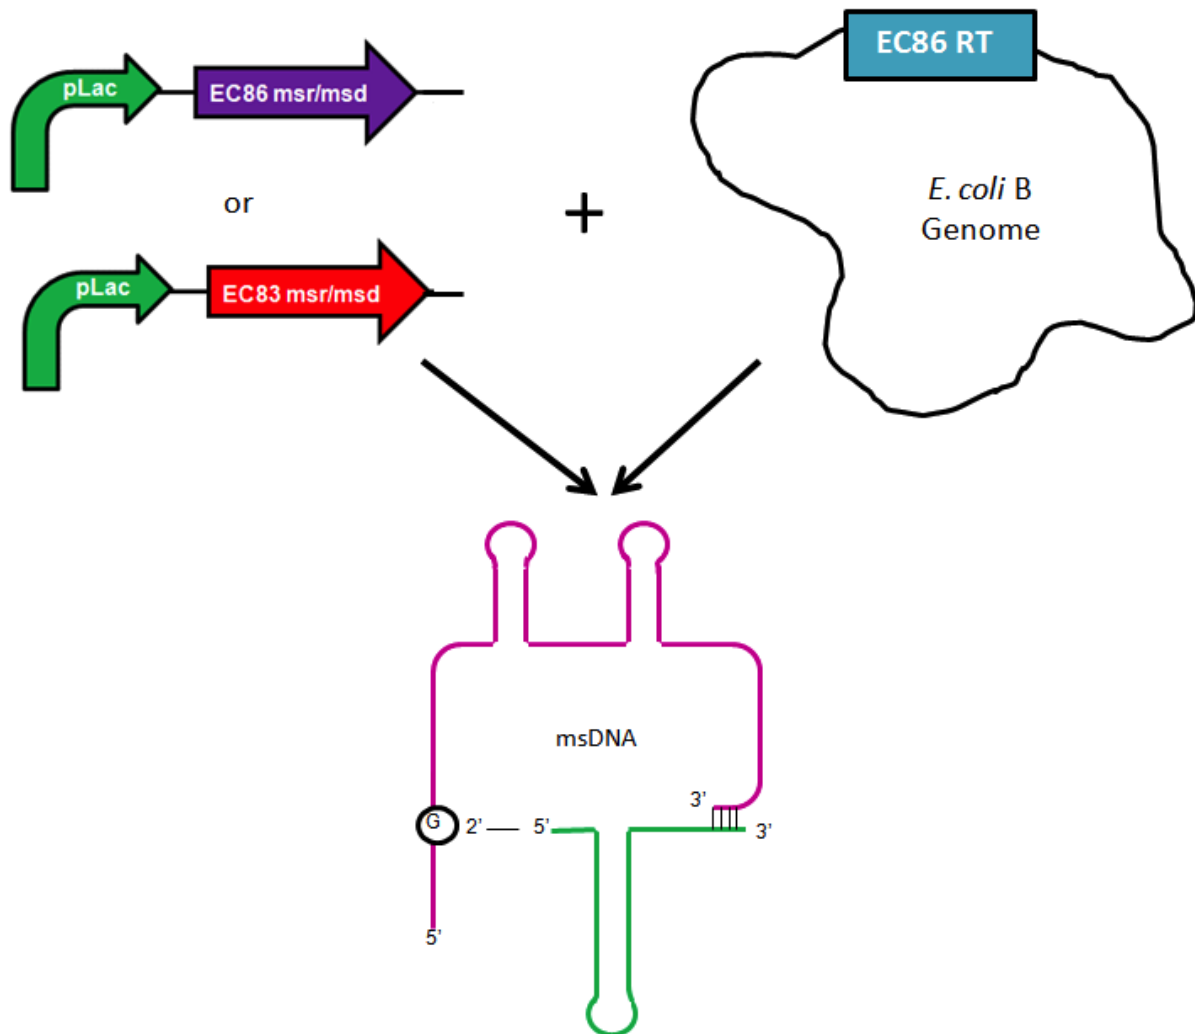 pLac
EC86 msr/msd
or
pLac
EC83 msr/msd
+
EC86 RT
E. coli B
Genome
msDNA
3'
G 2' — 5'
3'
5'